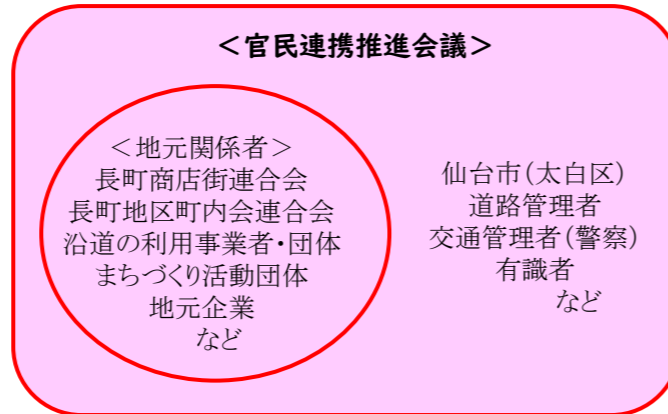 ＜官民連携推進会議＞
＜地元関係者＞
長町商店街連合会
長町地区町内会連合会
沿道の利用事業者・団体
まちづくり活動団体
地元企業
など
仙台市(太白区)
道路管理者
交通管理者(警察)
有識者
など